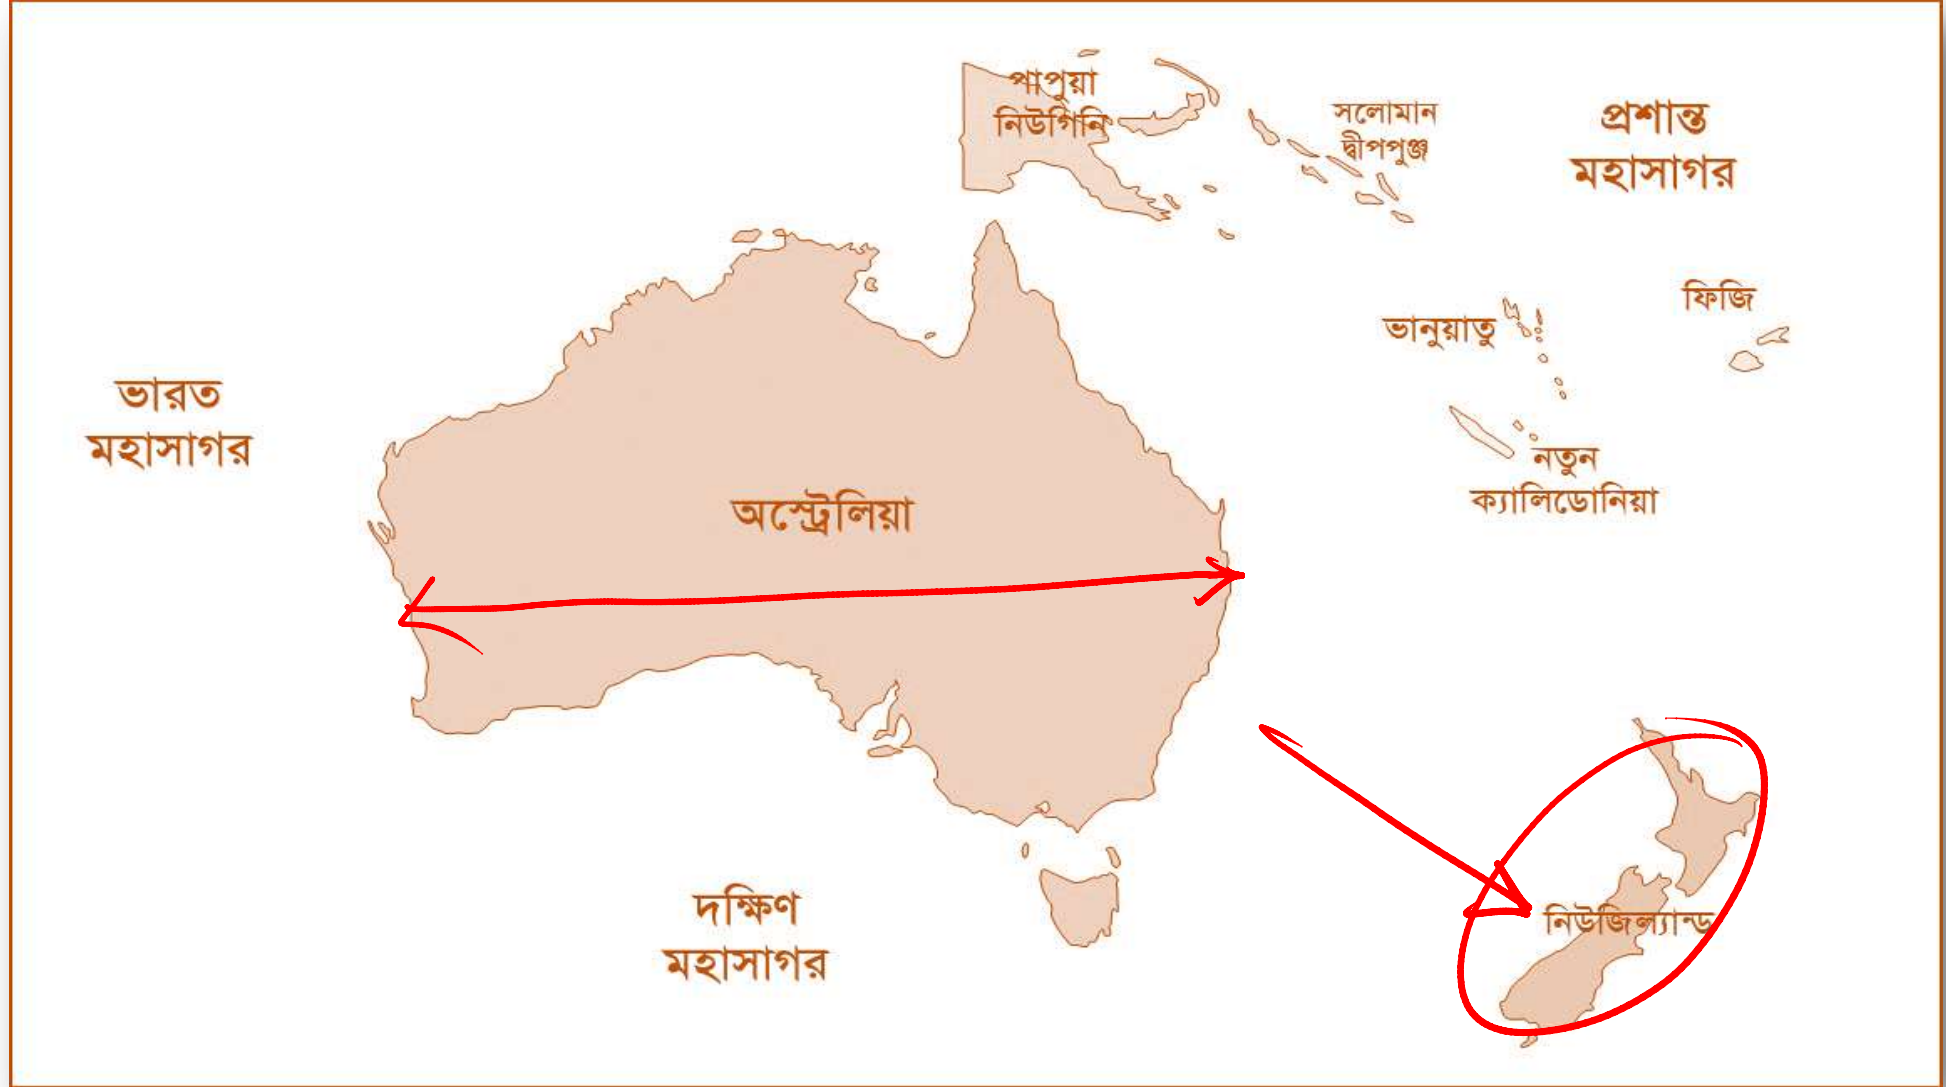 পাপুয়া
নিউগিনি
সলোমান
দ্বীপপুঞ্জ
প্রশান্ত
মহাসাগর
ফিজি
ভানুয়াতু
ভারত
মহাসাগর
নতুন
ক্যালিডোনিয়া
অস্ট্রেলিয়া
দক্ষিণ
মহাসাগর
নিউজিল্যান্ড